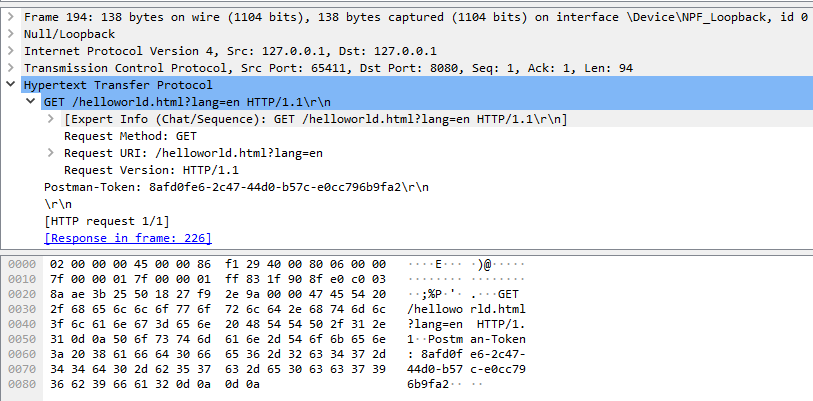 Frame 194: 138 bytes on wire (1104 bits), 138 bytes captured (1104 bits) on interface \Device\NPF_Loopback, id 0
Null/Loopback
Internet Protocol Version 4, Src: 127.0.0.1, Dst: 127.0.0.1
Transmission Control Protocol, Src Port: 65411, Dst Port: 8080, Seq: 1, Ack: 1, Len: 94
Hypertext Transfer Protocol
GET /helloworld.html?lang=en HTTP/1.1\r\n
[Expert Info (Chat/Sequence): GET /helloworld.html?lang=en HTTP/1.1\r\n]
Request Method: GET
Request URI: /helloworld.html?lang=en
Request Version: HTTP/1.1
Postman-Token: 8afd0fe6-2c47-44d0-b57c-e0cc796b9fa2\r\n
\r\n
[HTTP request 1/1]
[Response in frame: 226]
0000 02 00 00 00 45 00 00 86 f1 29 40 00 80 06 00 00 ····E··· ·)@·····
0010 7f 00 00 01 7f 00 00 01 ff 83 1f 90 8f e0 c0 03 ········ ········
0020 8a ae 3b 25 50 18 27 f9 2e 9a 00 00 47 45 54 20 ··;%P·'· .···GET
0030 2f 68 65 6c 6c 6f 77 6f 72 6c 64 2e 68 74 6d 6c /hellowo rld.html
0040 3f 6c 61 6e 67 3d 65 6e 20 48 54 54 50 2f 31 2e ?lang=en HTTP/1.
0050 31 0d 0a 50 6f 73 74 6d 61 6e 2d 54 6f 6b 65 6e 1··Postm an-Token
0060 3a 20 38 61 66 64 30 66 65 36 2d 32 63 34 37 2d : 8afd0f e6-2c47-
0070 34 34 64 30 2d 62 35 37 63 2d 65 30 63 63 37 39 44d0-b57 c-e0cc79
0080 36 62 39 66 61 32 0d 0a 0d 0a 6b9fa2·· ··